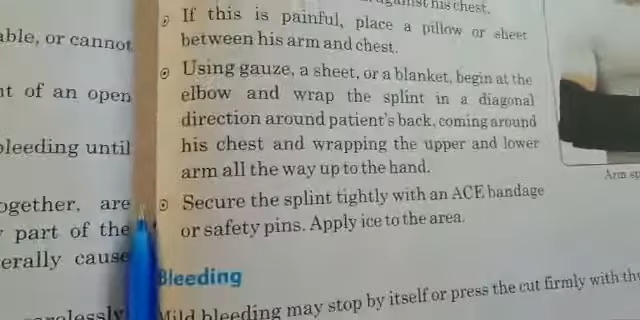 able, or cannot
nt of an open
bleeding until
ogether, are
part of the
erally cause
against his chest.
If this is painful, place a pillow or sheet
between his arm and chest.
Using gauze, a sheet, or a blanket, begin at the
elbow and wrap the splint in a diagonal
direction around patient's back, coming around
his chest and wrapping the upper and lower
arm all the way up to the hand.
Secure the splint tightly with an ACE bandage
or safety pins. Apply ice to the area.
Bleeding
Mild bleeding may stop by itself or press the cut firmly with
Arm sp